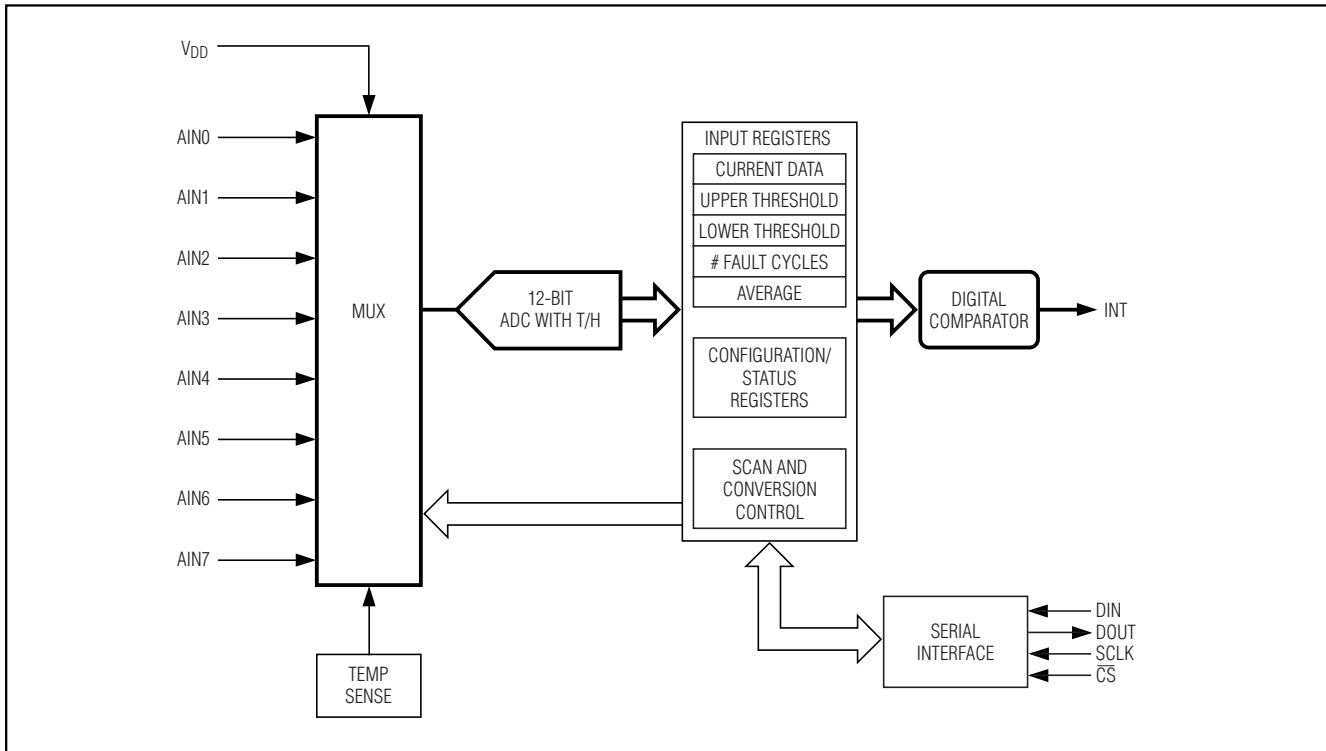 VDD
AIN0
AIN1
AIN2
AIN3
AIN4
AIN5
AIN6
AIN7
MUX
TEMP
SENSE
12-BIT
ADC WITH T/H
INPUT REGISTERS
CURRENT DATA
UPPER THRESHOLD
LOWER THRESHOLD
# FAULT CYCLES
AVERAGE
CONFIGURATION/
STATUS
REGISTERS
SCAN AND
CONVERSION
CONTROL
DIGITAL
COMPARATOR
INT
SERIAL
INTERFACE
DIN
DOUT
SCLK
C̅S̅